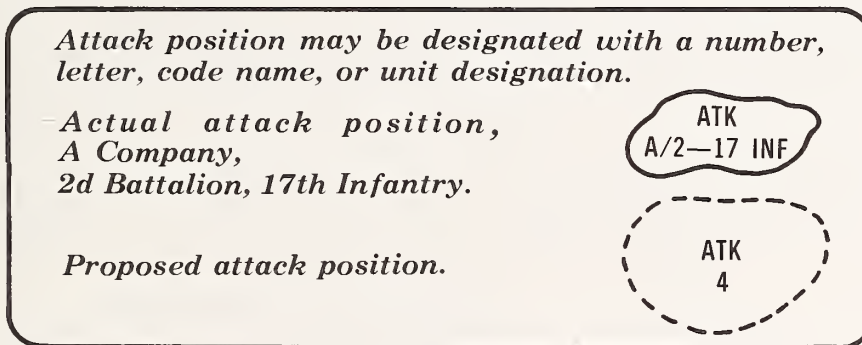 Attack position may be designated with a number,
letter, code name, or unit designation.
Actual attack position,
A Company,
2d Battalion, 17th Infantry.
ATK
A/2—17 INF
Proposed attack position.
ATK
4